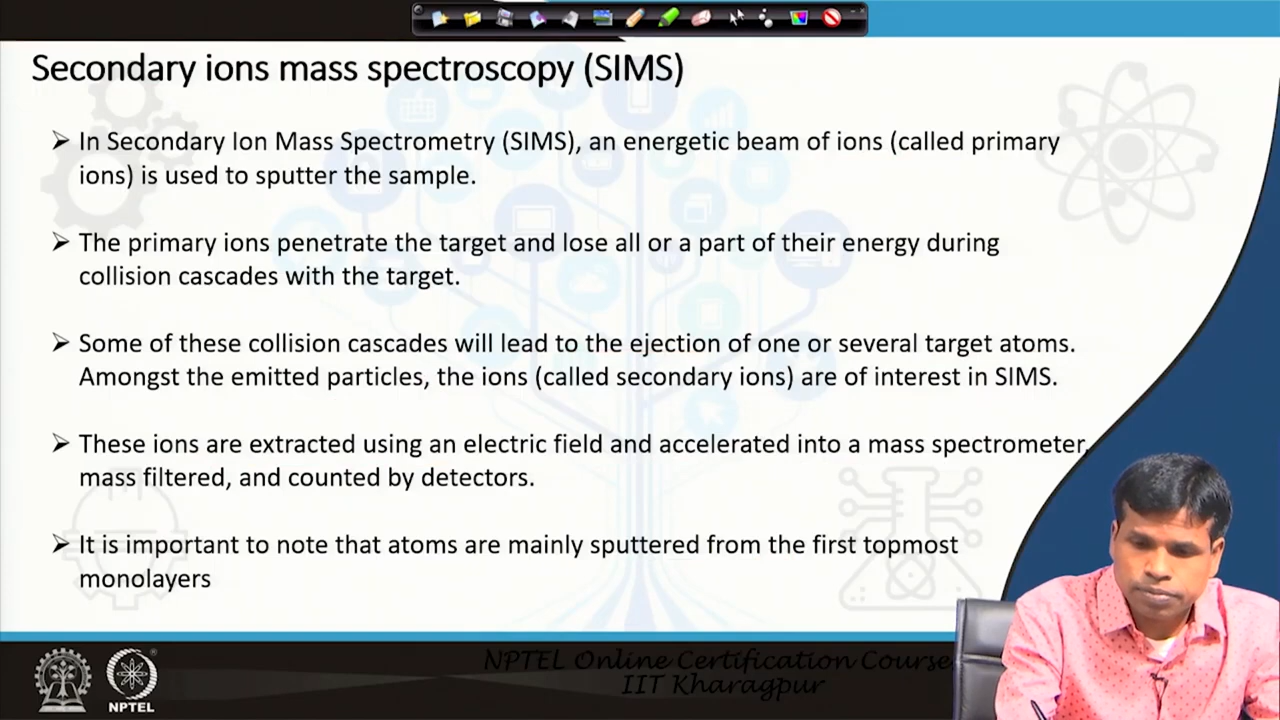 Secondary ions mass spectroscopy (SIMS)
➢ In Secondary Ion Mass Spectrometry (SIMS), an energetic beam of ions (called primary
ions) is used to sputter the sample.
➢ The primary ions penetrate the target and lose all or a part of their energy during
collision cascades with the target.
➢ Some of these collision cascades will lead to the ejection of one or several target atoms.
Amongst the emitted particles, the ions (called secondary ions) are of interest in SIMS.
➢ These ions are extracted using an electric field and accelerated into a mass spectrometer,
mass filtered, and counted by detectors.
➢ It is important to note that atoms are mainly sputtered from the first topmost
monolayers
NPTEL Online Certification Course
IIT Kharagpur
NPTEL